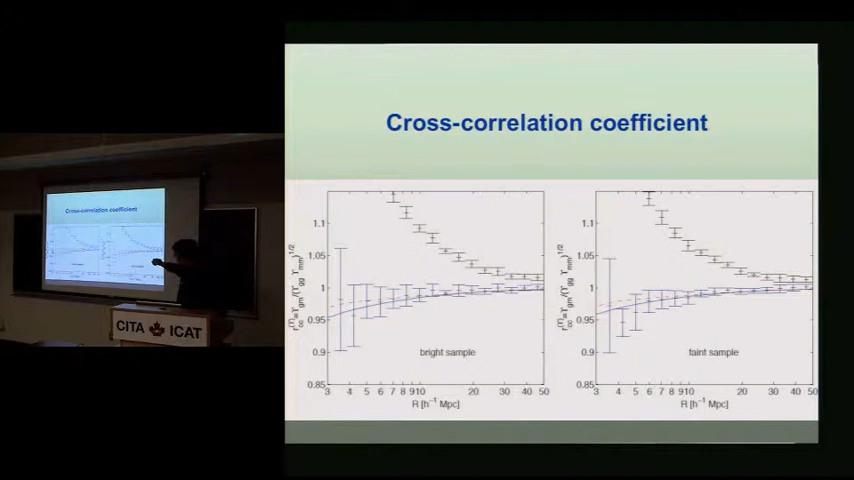 Cross-correlation coefficient
1.1
1.05
1
0.95
0.9
0.85
3 4 5 6 7 8 9 10 20 30 40 50
R [h⁻¹ Mpc]
bright sample
1.1
1.05
1
0.95
0.9
0.85
3 4 5 6 7 8 9 10 20 30 40 50
R [h⁻¹ Mpc]
faint sample
Cross-correlation coefficient
CITA ICAT